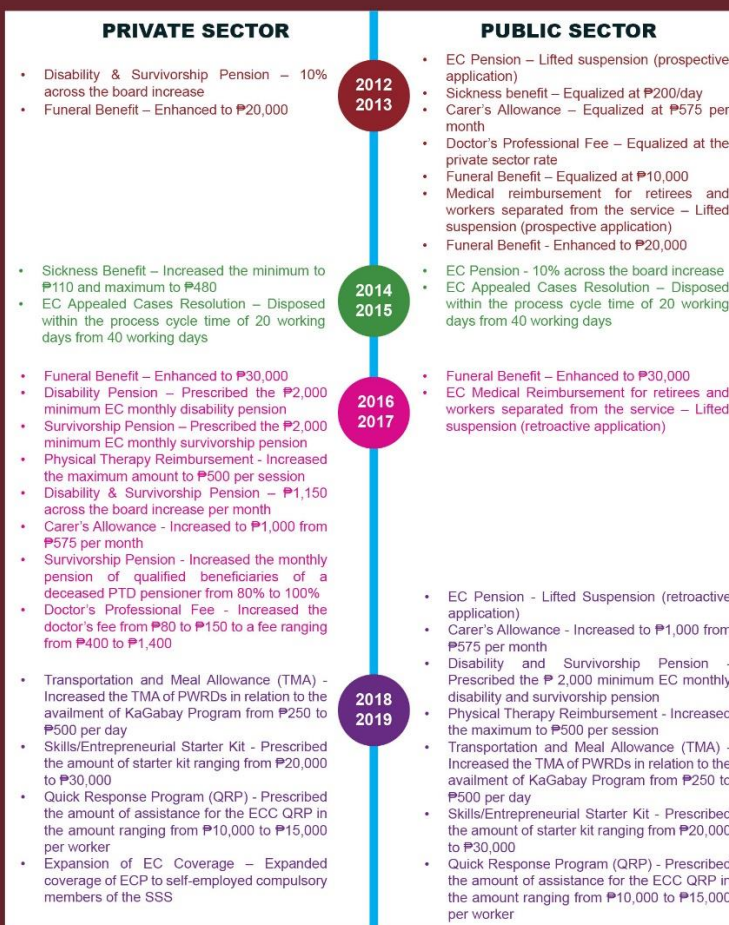 PRIVATE SECTOR
• Disability & Survivorship Pension – 10%
across the board increase
• Funeral Benefit – Enhanced to ₱20,000
• Sickness Benefit – Increased the minimum to
₱110 and maximum to ₱480
• EC Appealed Cases Resolution – Disposed
within the process cycle time of 20 working
days from 40 working days
• Funeral Benefit – Enhanced to ₱30,000
• Disability Pension – Prescribed the ₱2,000
minimum EC monthly disability pension
• Survivorship Pension – Prescribed the ₱2,000
minimum EC monthly survivorship pension
• Physical Therapy Reimbursement - Increased
the maximum amount to ₱500 per session
• Disability & Survivorship Pension – ₱1,150
across the board increase per month
• Carer's Allowance - Increased to ₱1,000 from
₱575 per month
• Survivorship Pension - Increased the monthly
pension of qualified beneficiaries of a
deceased PTD pensioner from 80% to 100%
• Doctor's Professional Fee - Increased the
doctor's fee from ₱80 to ₱150 to a fee ranging
from ₱400 to ₱1,400
• Transportation and Meal Allowance (TMA) -
Increased the TMA of PWRDs in relation to the
availment of KaGabay Program from ₱250 to
₱500 per day
• Skills/Entrepreneurial Starter Kit - Prescribed
the amount of starter kit ranging from ₱20,000
to ₱30,000
• Quick Response Program (QRP) - Prescribed
the amount of assistance for the ECC QRP in
the amount ranging from ₱10,000 to ₱15,000
per worker
• Expansion of EC Coverage – Expanded
coverage of ECP to self-employed compulsory
members of the SSS
2012
2013
2014
2015
2016
2017
2018
2019
PUBLIC SECTOR
• EC Pension – Lifted suspension (prospective
application)
• Sickness benefit – Equalized at ₱200/day
• Carer's Allowance – Equalized at ₱575 per
month
• Doctor's Professional Fee – Equalized at the
private sector rate
• Funeral Benefit – Equalized at ₱10,000
• Medical reimbursement for retirees and
workers separated from the service – Lifted
suspension (prospective application)
• Funeral Benefit - Enhanced to ₱20,000
• EC Pension - 10% across the board increase
• EC Appealed Cases Resolution – Disposed
within the process cycle time of 20 working
days from 40 working days
• Funeral Benefit – Enhanced to ₱30,000
• EC Medical Reimbursement for retirees and
workers separated from the service – Lifted
suspension (retroactive application)
• EC Pension - Lifted Suspension (retroactive
application)
• Carer's Allowance - Increased to ₱1,000 from
₱575 per month
• Disability and Survivorship Pension -
Prescribed the ₱ 2,000 minimum EC monthly
disability and survivorship pension
• Physical Therapy Reimbursement - Increased
the maximum to ₱500 per session
• Transportation and Meal Allowance (TMA) -
Increased the TMA of PWRDs in relation to the
availment of KaGabay Program from ₱250 to
₱500 per day
• Skills/Entrepreneurial Starter Kit - Prescribed
the amount of starter kit ranging from ₱20,000
to ₱30,000
• Quick Response Program (QRP) - Prescribed
the amount of assistance for the ECC QRP in
the amount ranging from ₱10,000 to ₱15,000
per worker